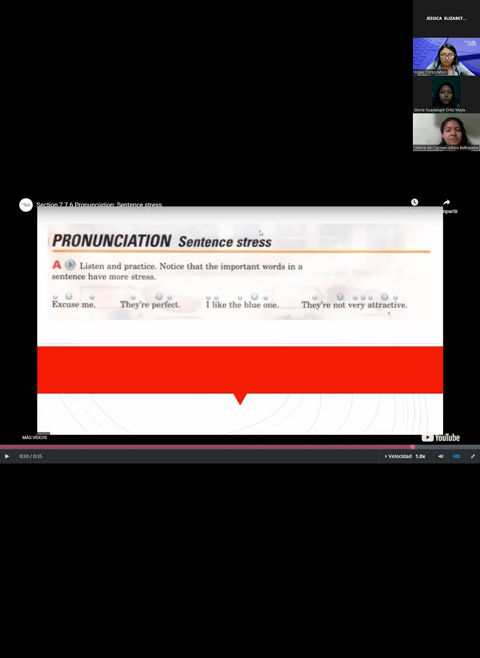 JESSICA ELIZABET...
Gloria Guadalupe Ortiz Mejia
Section 7 7.6 Pronunciation: Sentence stress
PRONUNCIATION Sentence stress
A Listen and practice. Notice that the important words in a
sentence have more stress.
Excuse me. They're perfect. I like the blue one. They're not very attractive.
MÁS VÍDEOS
YouTube
0:30 / 0:35
Velocidad 1.0x
HD